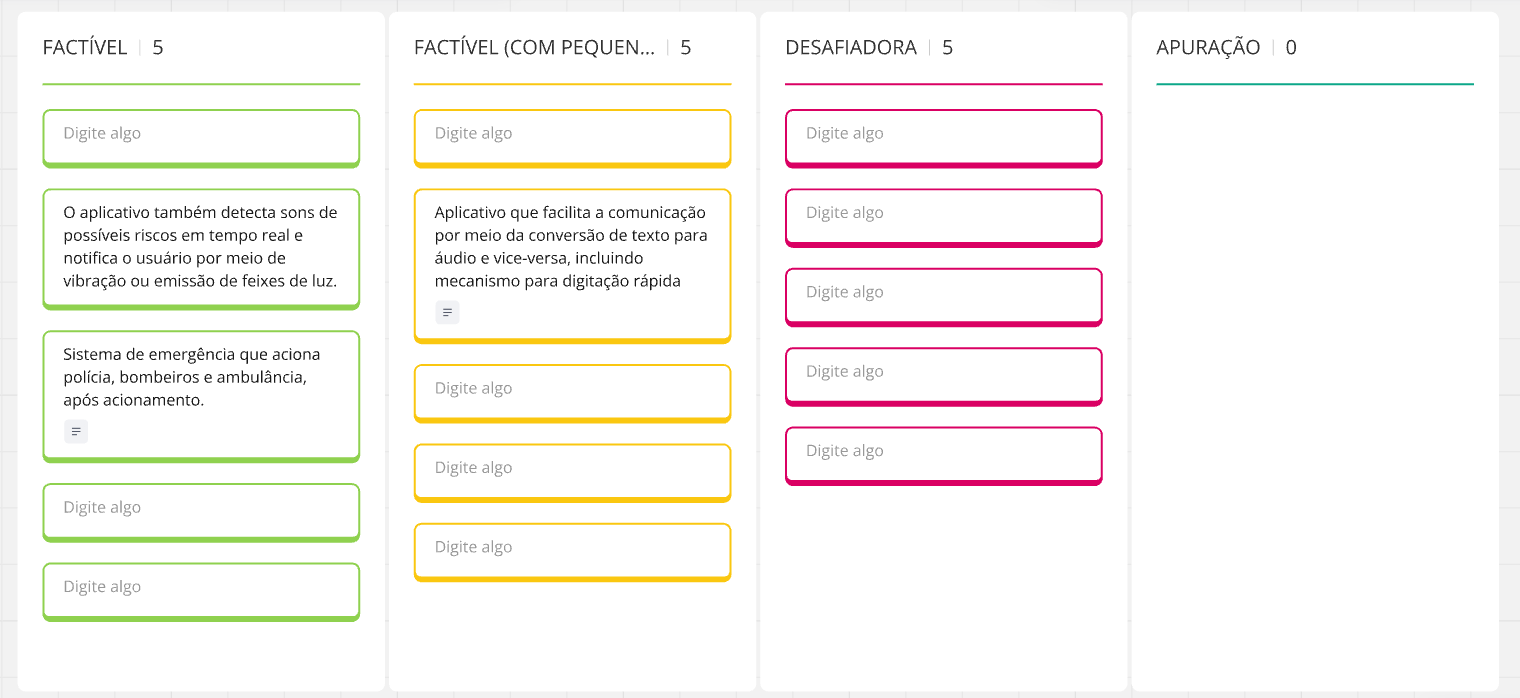 FACTÍVEL | 5
Digite algo
O aplicativo também detecta sons de
possíveis riscos em tempo real e
notifica o usuário por meio de
vibração ou emissão de feixes de luz.
Sistema de emergência que aciona
polícia, bombeiros e ambulância,
após acionamento.
Digite algo
Digite algo
FACTÍVEL (COM PEQUEN... | 5
Digite algo
Aplicativo que facilita a comunicação
por meio da conversão de texto para
áudio e vice-versa, incluindo
mecanismo para digitação rápida
Digite algo
Digite algo
Digite algo
DESAFIADORA | 5
Digite algo
Digite algo
Digite algo
Digite algo
Digite algo
APURAÇÃO | 0